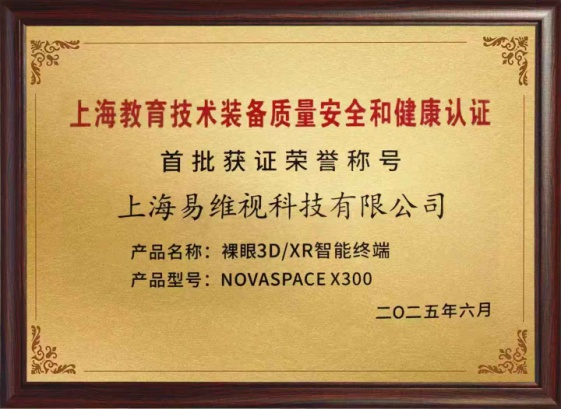 上海教育技术装备质量安全和健康认证
首批获证荣誉称号
上海易维视科技有限公司
产品名称：裸眼3D/XR智能终端
产品型号：NOVASPACE X300
二〇二五年六月